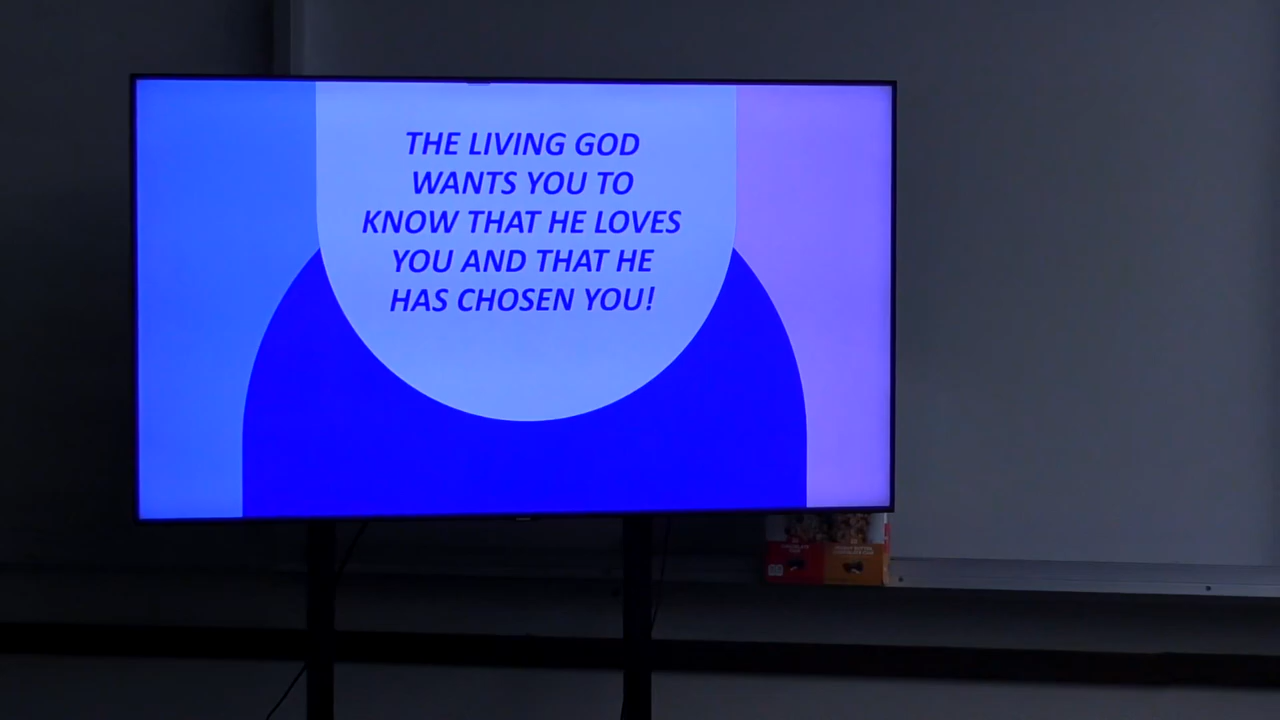 THE LIVING GOD
WANTS YOU TO
KNOW THAT HE LOVES
YOU AND THAT HE
HAS CHOSEN YOU!